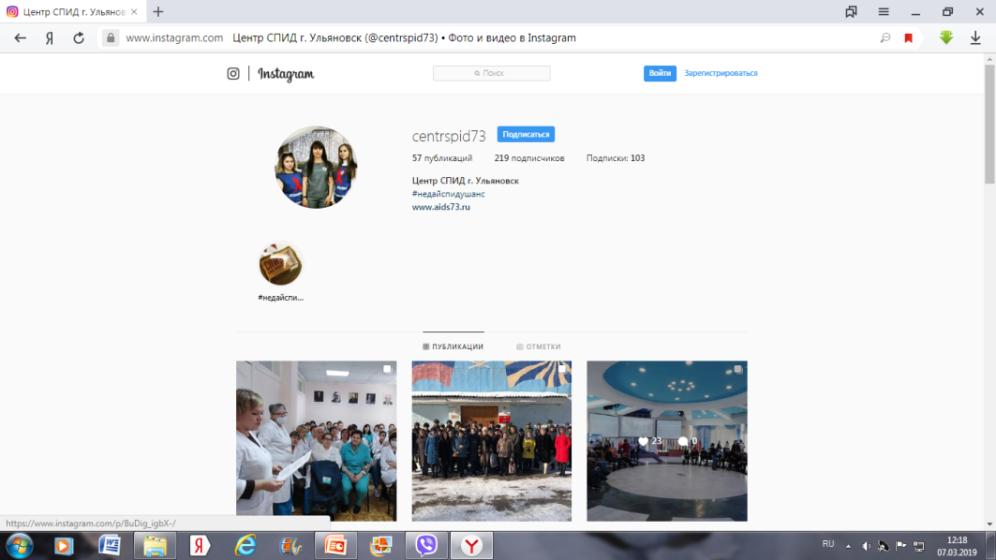 Центр СПИД г. Ульянов
www.instagram.com Центр СПИД г. Ульяновск (@centrspid73) • Фото и видео в Instagram
Instagram
Поиск
Войти
Зарегистрироваться
centrspid73
Подписаться
57 публикаций 219 подписчиков Подписки: 103
Центр СПИД г. Ульяновск
#недайспидушанс
www.aids73.ru
#недайспи...
ПУБЛИКАЦИИ
ОТМЕТКИ
23 0
https://www.instagram.com/p/BuDig_igbX-/
RU
12:18
07.03.2019